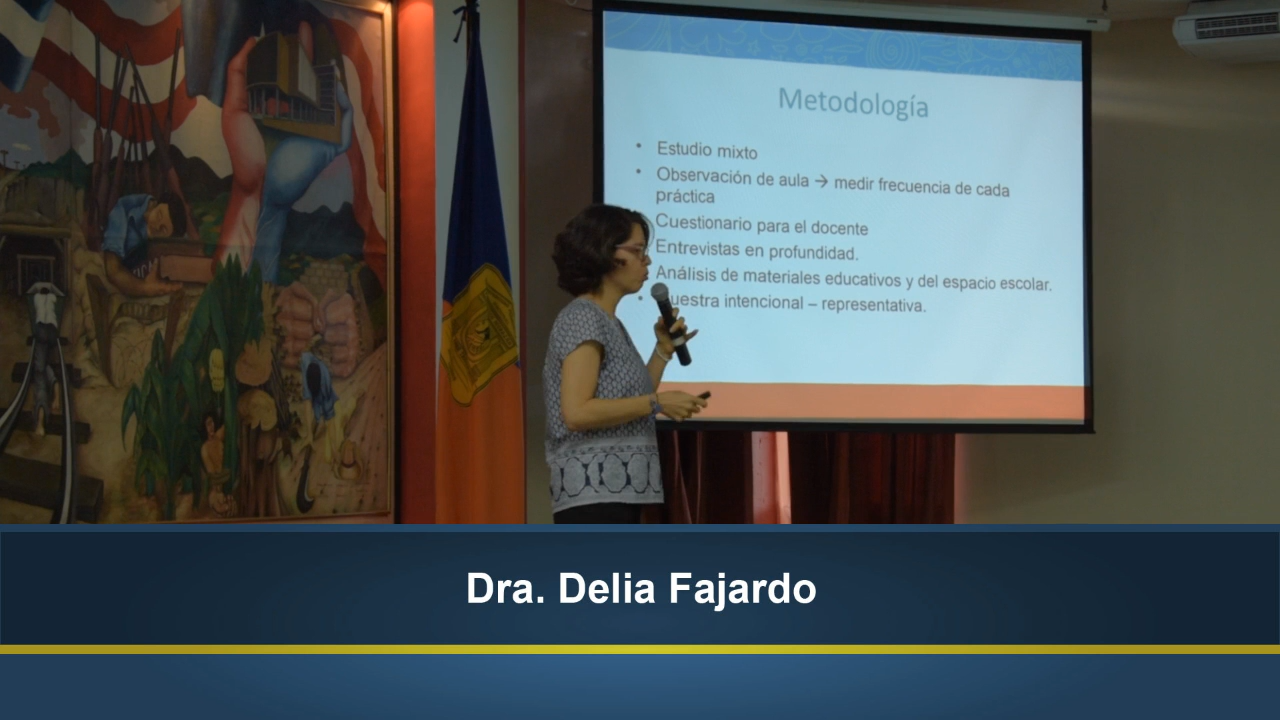 Metodología
• Estudio mixto
• Observación de aula → medir frecuencia de cada
práctica
Cuestionario para el docente
Entrevistas en profundidad.
Análisis de materiales educativos y del espacio escolar.
• uestra intencional – representativa.
Dra. Delia Fajardo